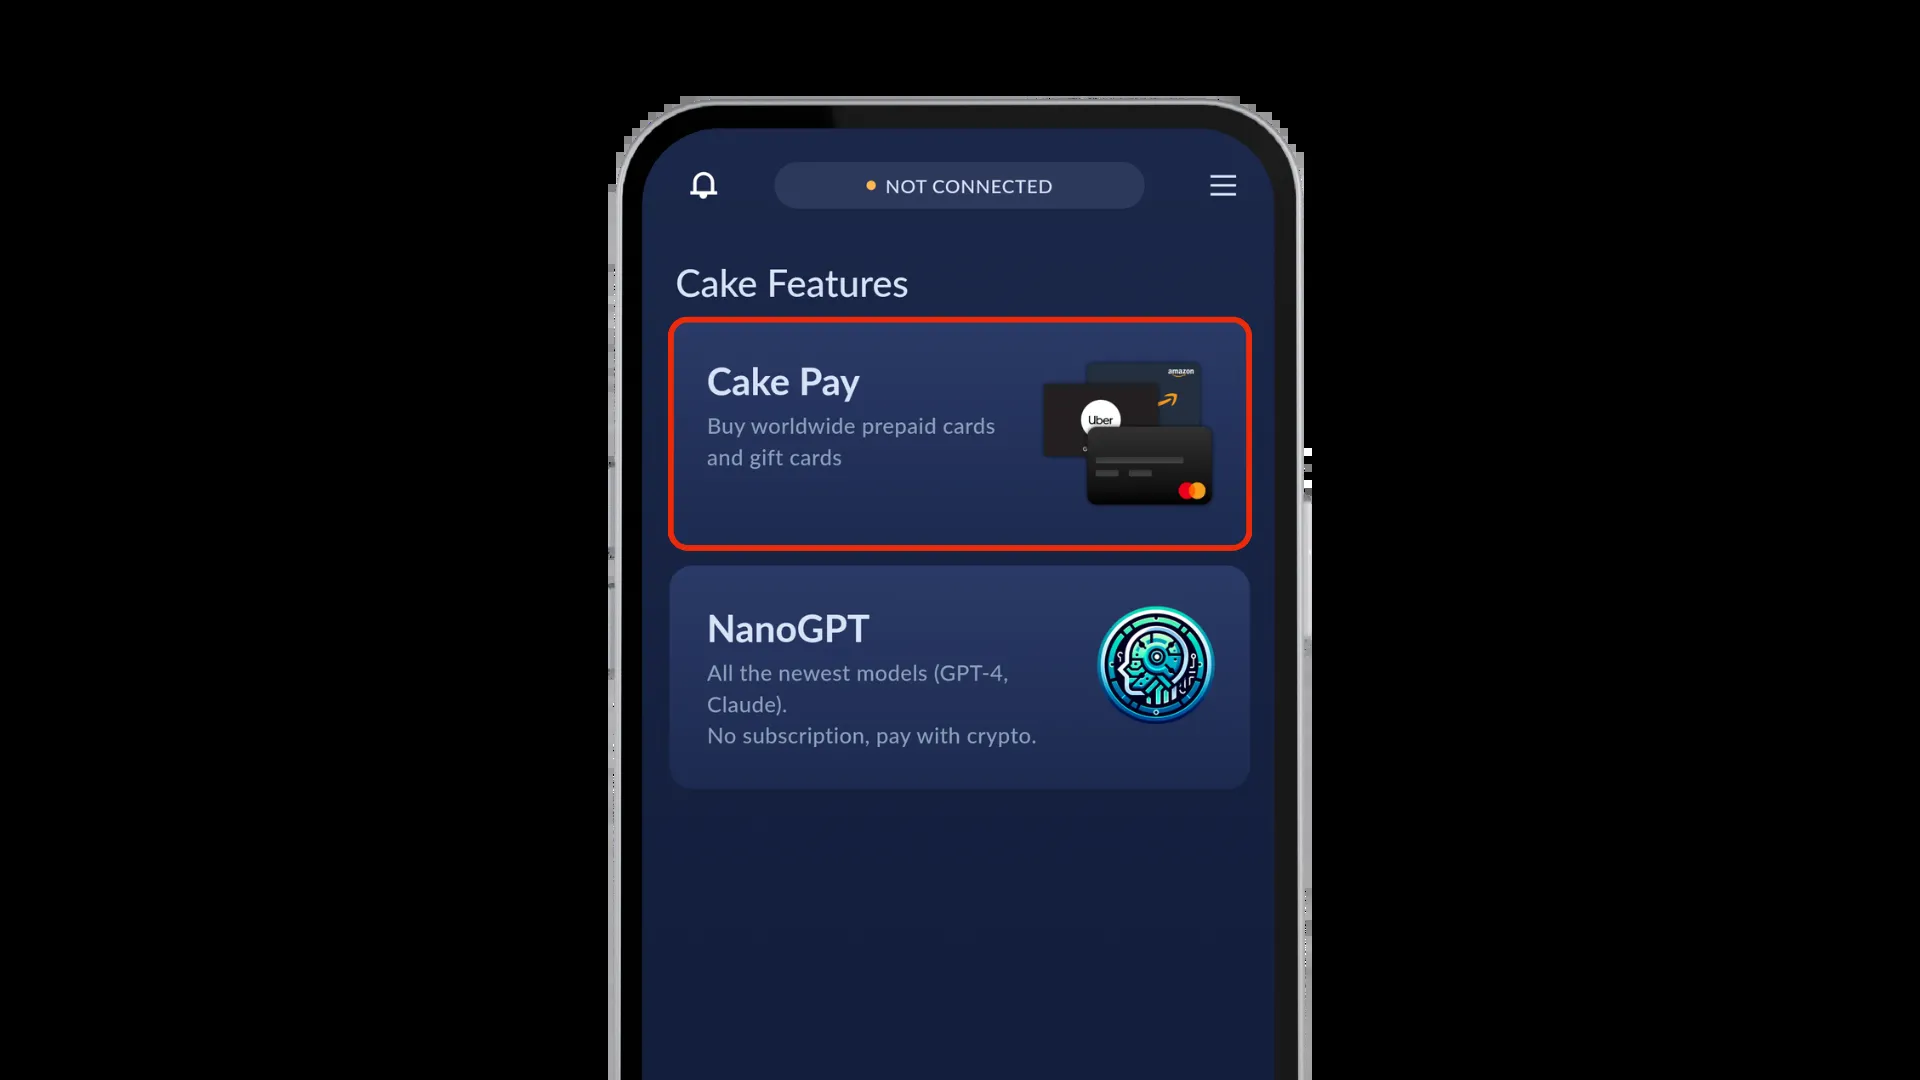 NOT CONNECTED
Cake Features
Cake Pay
Buy worldwide prepaid cards
and gift cards
amazon
Uber
NanoGPT
All the newest models (GPT-4,
Claude).
No subscription, pay with crypto.